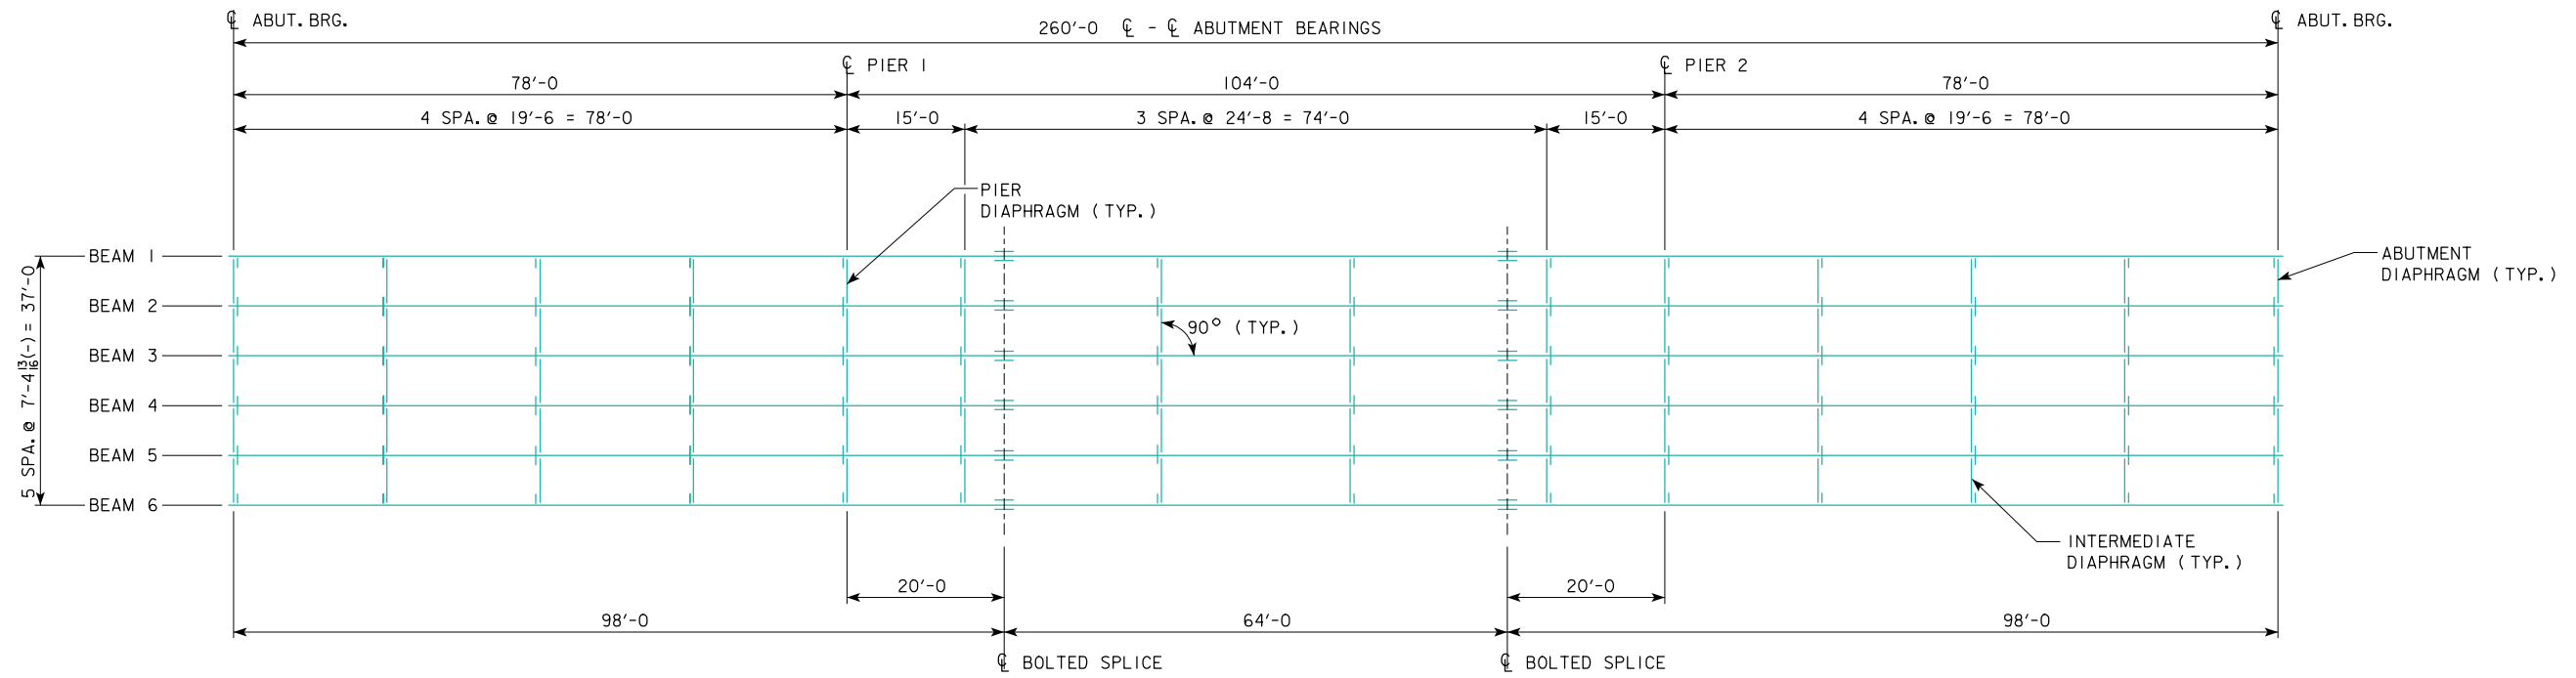 ℄ ABUT. BRG.
260'-0 ℄ - ℄ ABUTMENT BEARINGS
℄ ABUT. BRG.
℄ PIER 1
℄ PIER 2
78'-0
104'-0
78'-0
4 SPA. @ 19'-6 = 78'-0
15'-0
3 SPA. @ 24'-8 = 74'-0
15'-0
4 SPA. @ 19'-6 = 78'-0
PIER
DIAPHRAGM (TYP.)
BEAM 1
BEAM 2
BEAM 3
BEAM 4
BEAM 5
BEAM 6
5 SPA. @ 7'-4 13/16(-) = 37'-0
90° (TYP.)
ABUTMENT
DIAPHRAGM (TYP.)
INTERMEDIATE
DIAPHRAGM (TYP.)
20'-0
20'-0
98'-0
64'-0
98'-0
℄ BOLTED SPLICE
℄ BOLTED SPLICE